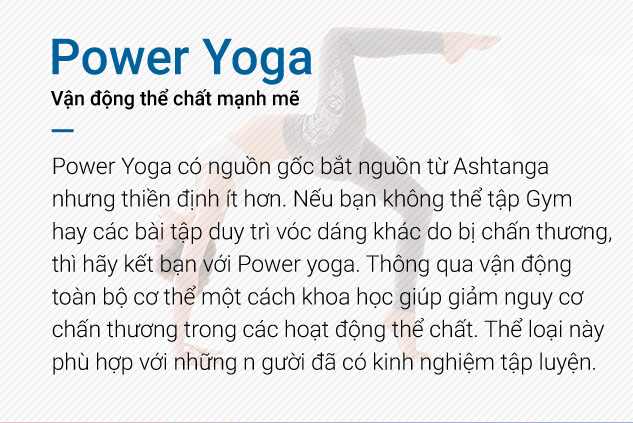 Power Yoga
Vận động thể chất mạnh mẽ
Power Yoga có nguồn gốc bắt nguồn từ Ashtanga
nhưng thiền định ít hơn. Nếu bạn không thể tập Gym
hay các bài tập duy trì vóc dáng khác do bị chấn thương,
thì hãy kết bạn với Power yoga. Thông qua vận động
toàn bộ cơ thể một cách khoa học giúp giảm nguy cơ
chấn thương trong các hoạt động thể chất. Thể loại này
phù hợp với những n gười đã có kinh nghiệm tập luyện.